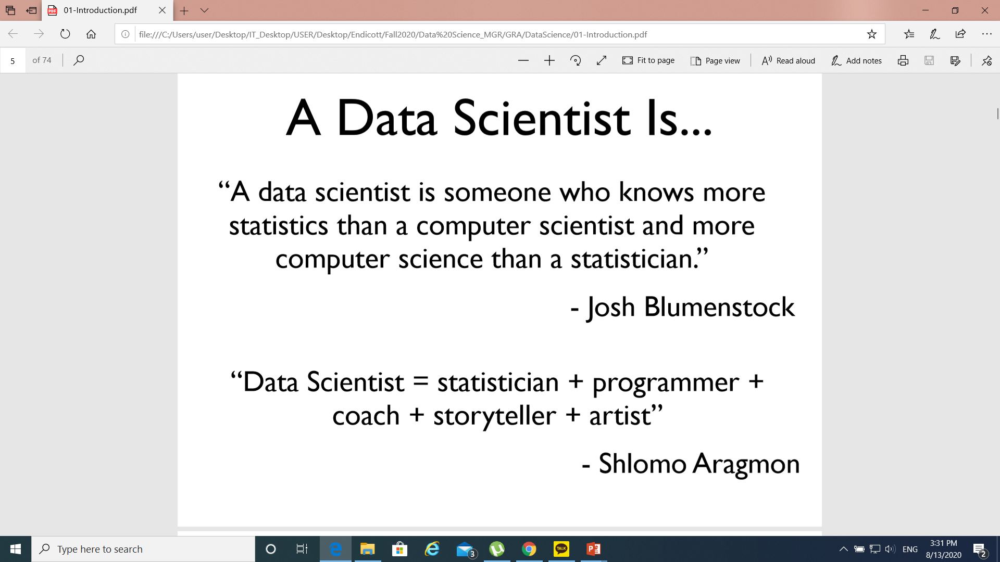 01-Introduction.pdf
file:///C:/Users/user/Desktop/IT_Desktop/USER/Desktop/Endicott/Fall2020/Data%20Science_MGR/GRA/DataScience/01-Introduction.pdf
5 of 74 Fit to page Page view Read aloud Add notes
A Data Scientist Is...
“A data scientist is someone who knows more
statistics than a computer scientist and more
computer science than a statistician.”
- Josh Blumenstock
“Data Scientist = statistician + programmer +
coach + storyteller + artist”
- Shlomo Aragmon
Type here to search
3
TALK
ENG
3:31 PM
8/13/2020
2